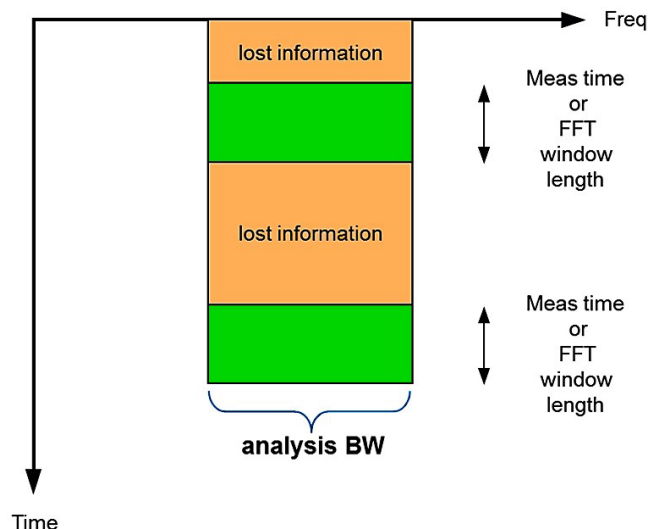 Freq
lost information
Meas time
or
FFT
window
length
lost information
Meas time
or
FFT
window
length
analysis BW
Time